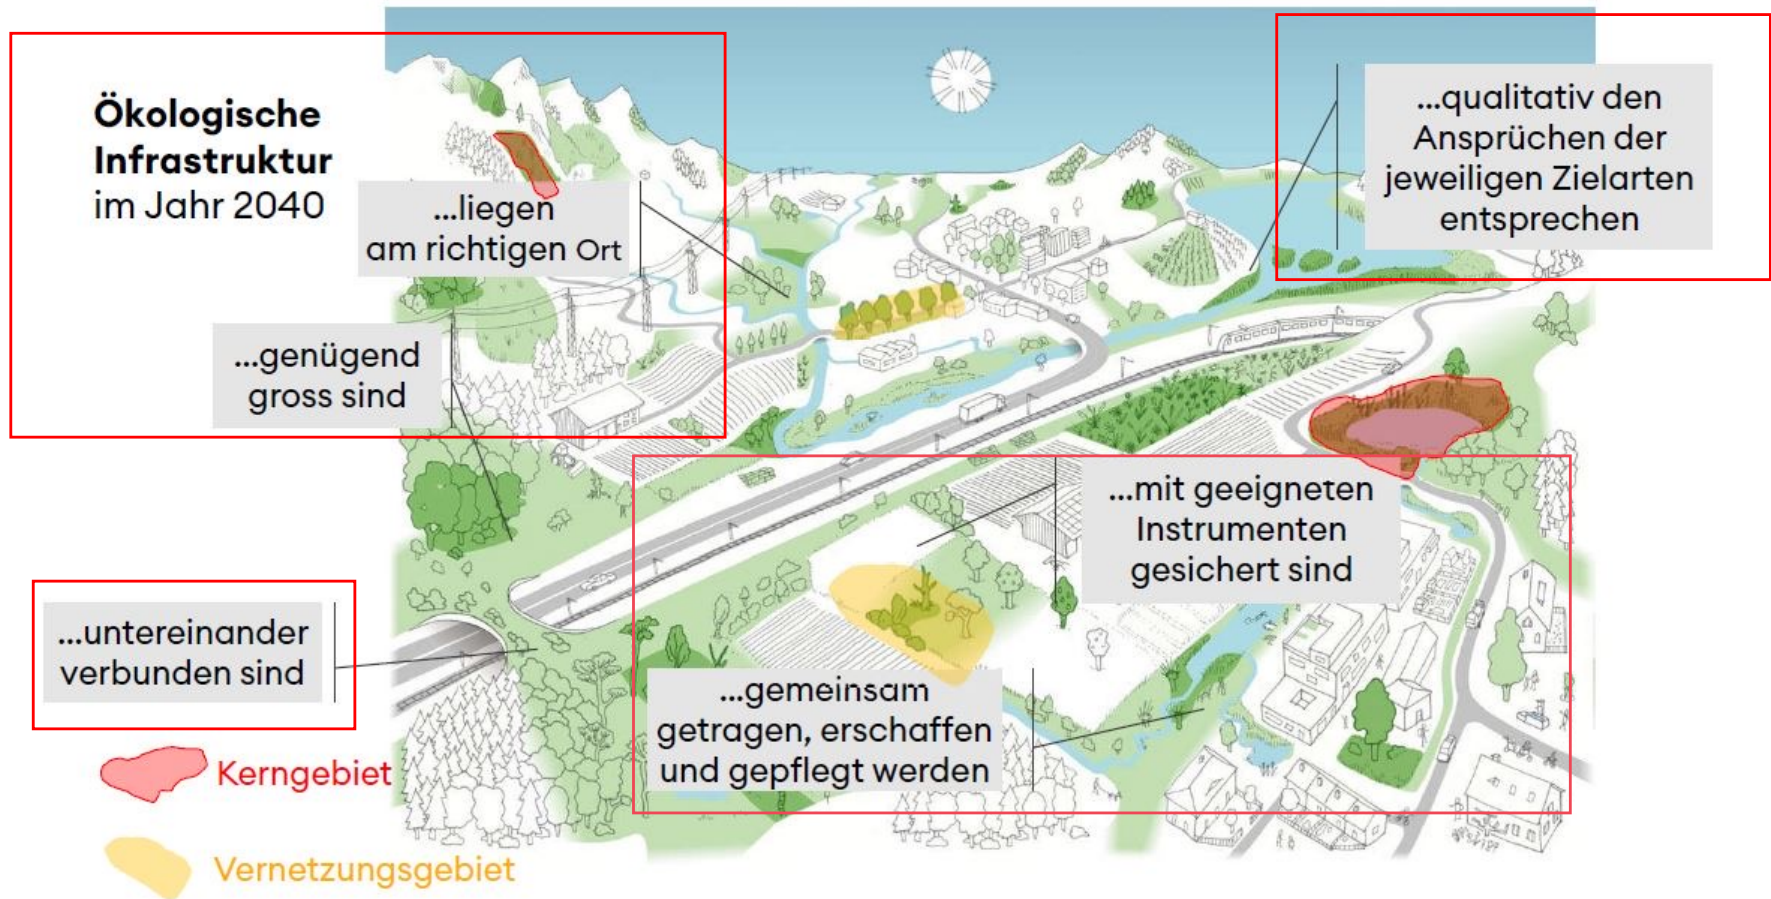 Ökologische
Infrastruktur
im Jahr 2040
...liegen
am richtigen Ort
...genügend
gross sind
...qualitativ den
Ansprüchen der
jeweiligen Zielarten
entsprechen
...mit geeigneten
Instrumenten
gesichert sind
...untereinander
verbunden sind
...gemeinsam
getragen, erschaffen
und gepflegt werden
Kerngebiet
Vernetzungsgebiet